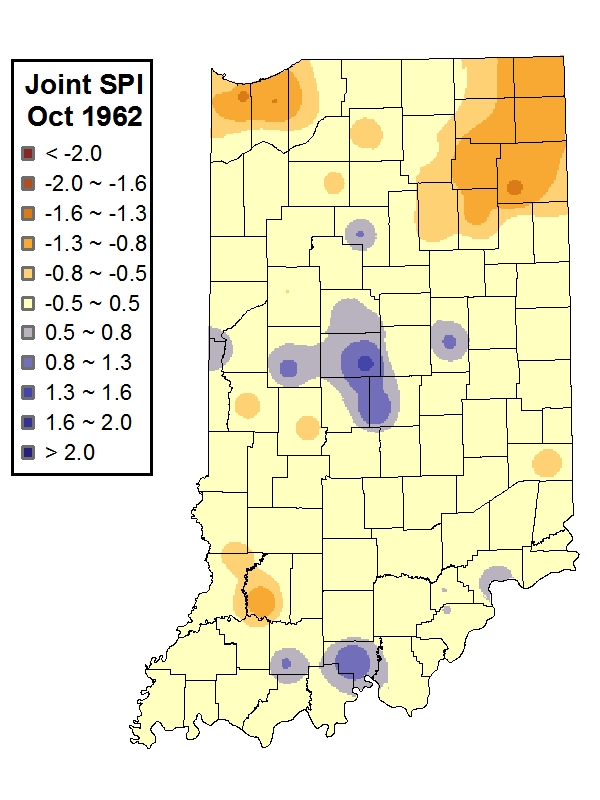 Joint SPI
Oct 1962
< -2.0
-2.0 ~ -1.6
-1.6 ~ -1.3
-1.3 ~ -0.8
-0.8 ~ -0.5
-0.5 ~ 0.5
0.5 ~ 0.8
0.8 ~ 1.3
1.3 ~ 1.6
1.6 ~ 2.0
> 2.0